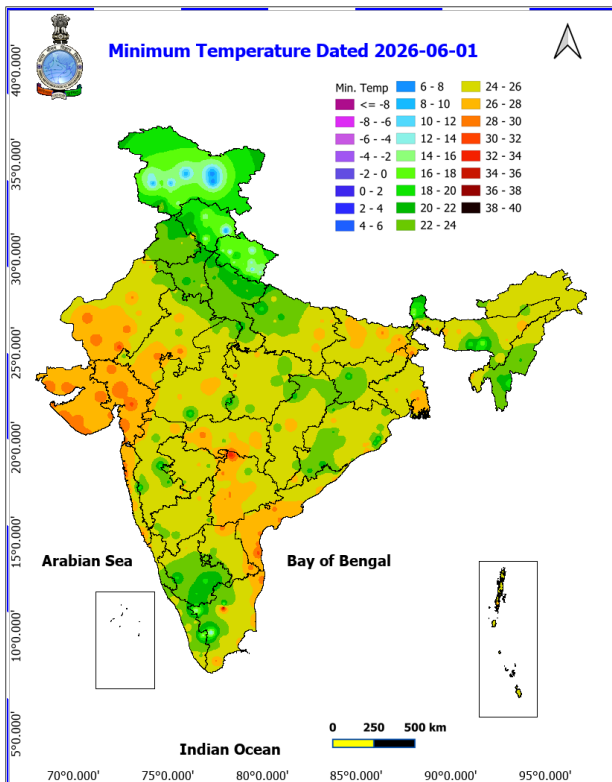 Minimum Temperature Dated 2026-06-01
Min. Temp
<= -8
-8 - -6
-6 - -4
-4 - -2
-2 - 0
0 - 2
2 - 4
4 - 6
6 - 8
8 - 10
10 - 12
12 - 14
14 - 16
16 - 18
18 - 20
20 - 22
22 - 24
24 - 26
26 - 28
28 - 30
30 - 32
32 - 34
34 - 36
36 - 38
38 - 40
40°0.000'
35°0.000'
30°0.000'
25°0.000'
20°0.000'
15°0.000'
10°0.000'
5°0.000'
Arabian Sea
Bay of Bengal
Indian Ocean
0 250 500 km
70°0.000' 75°0.000' 80°0.000' 85°0.000' 90°0.000' 95°0.000'